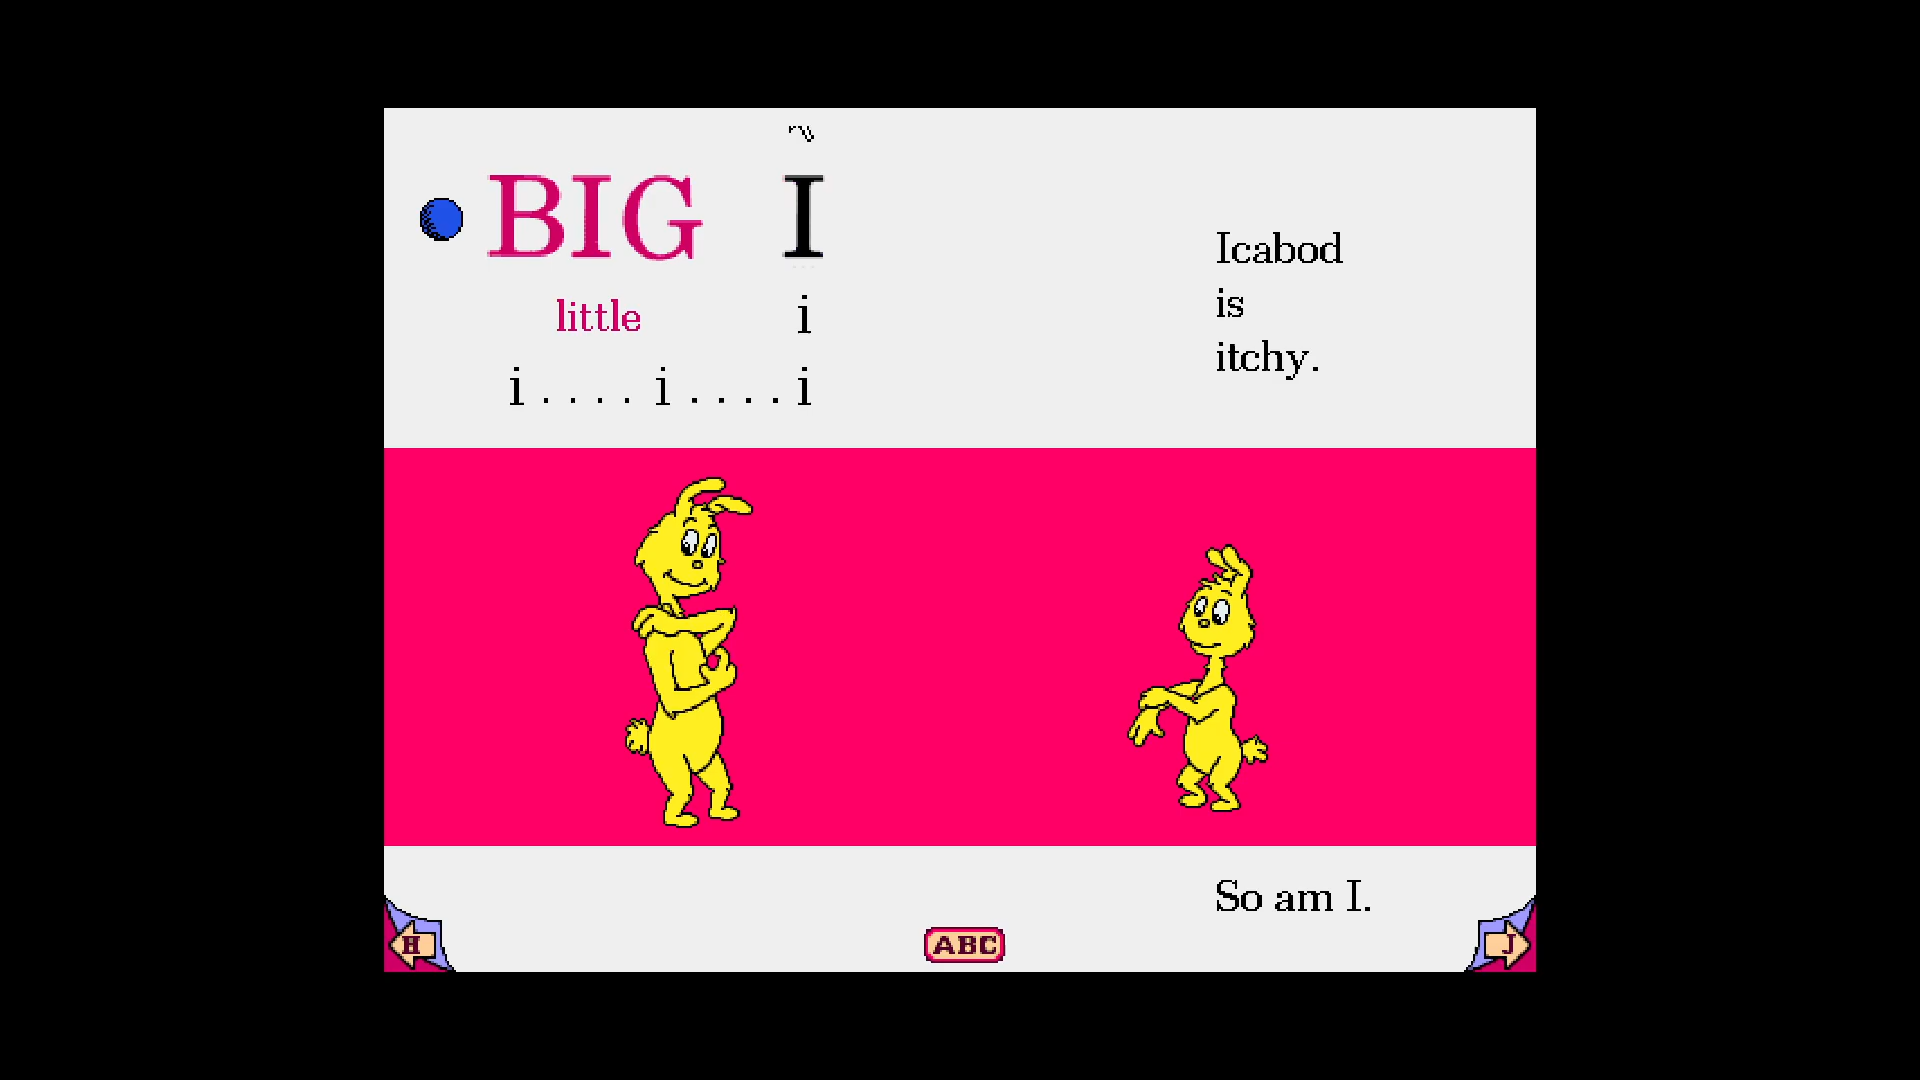 BIG I
little i
i....i....i
Icabod
is
itchy.
So am I.
H
ABC
J